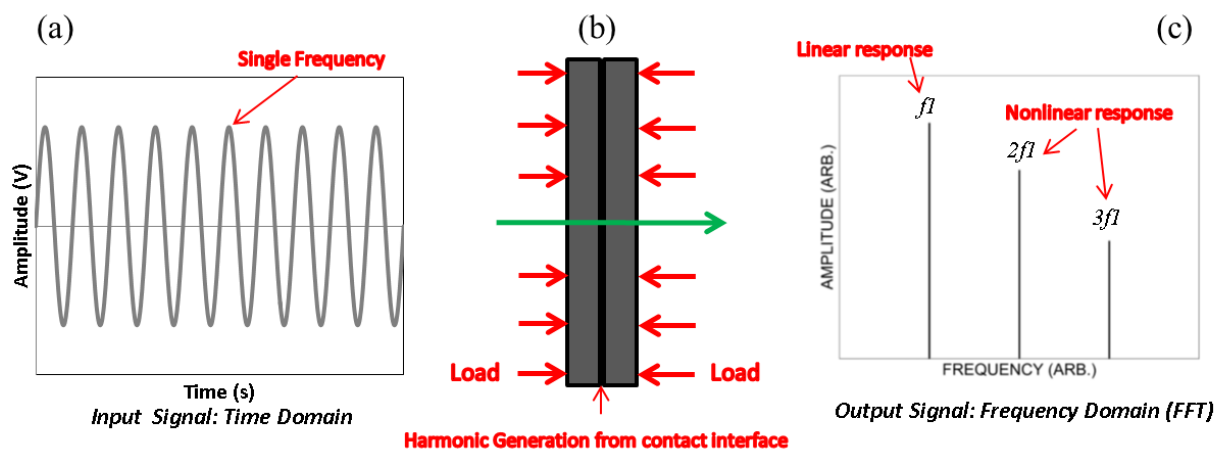 (a)
Single Frequency
Amplitude (V)
Time (s)
Input Signal: Time Domain
(b)
Load
Load
Harmonic Generation from contact interface
(c)
Linear response
f1
Nonlinear response
2f1
3f1
AMPLITUDE (ARB.)
FREQUENCY (ARB.)
Output Signal: Frequency Domain (FFT)